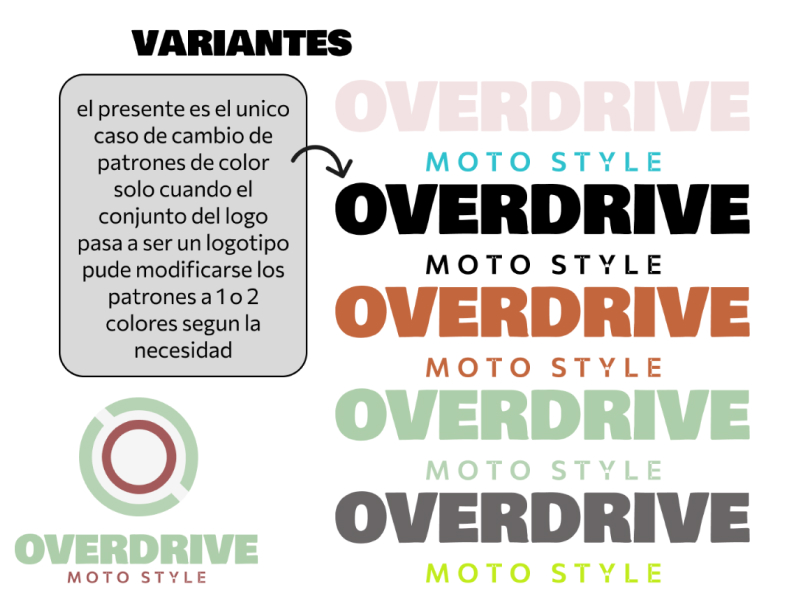 VARIANTES
el presente es el unico
caso de cambio de
patrones de color
solo cuando el
conjunto del logo
pasa a ser un logotipo
pude modificarse los
patrones a 1 o 2
colores segun la
necesidad
OVERDRIVE
MOTO STYLE
OVERDRIVE
MOTO STYLE
OVERDRIVE
MOTO STYLE
OVERDRIVE
MOTO STYLE
OVERDRIVE
MOTO STYLE
OVERDRIVE
MOTO STYLE